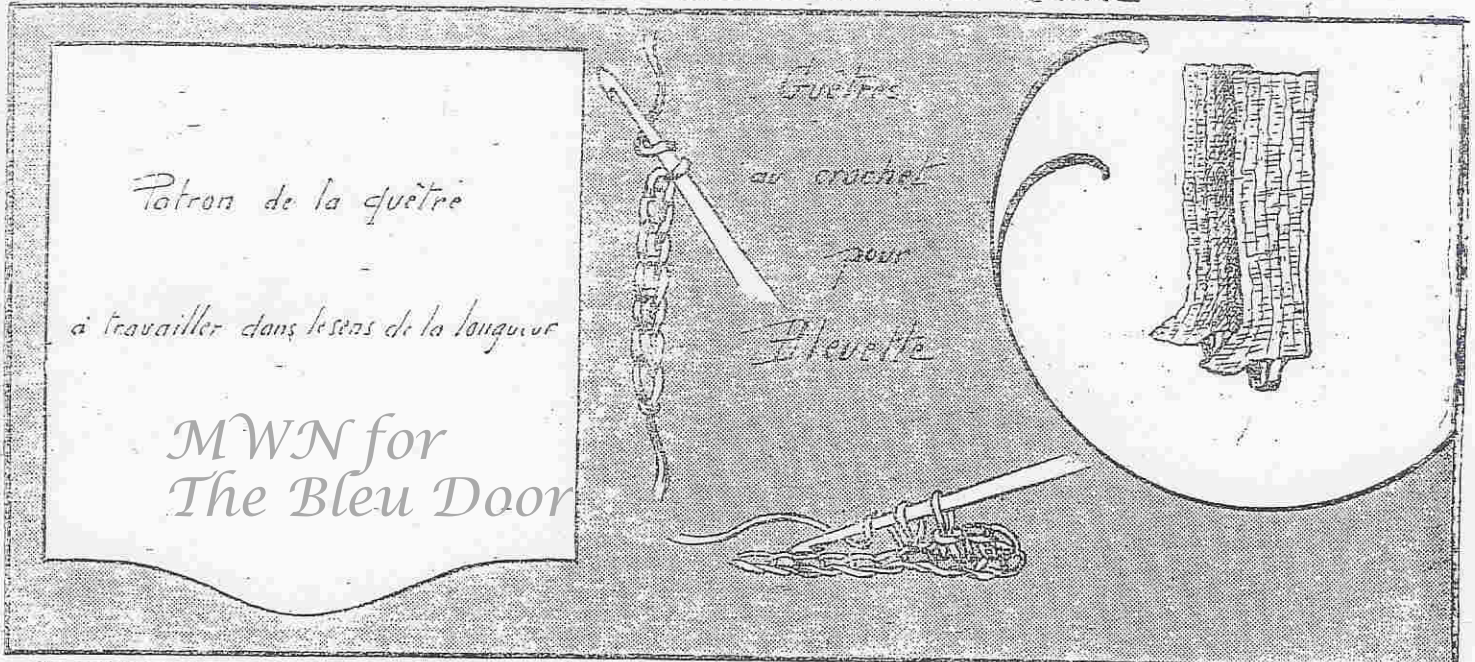 Patron de la guêtre
à travailler dans le sens de la longueur
MWN for
The Bleu Door
Guêtres
au crochet
pour
Bleuette